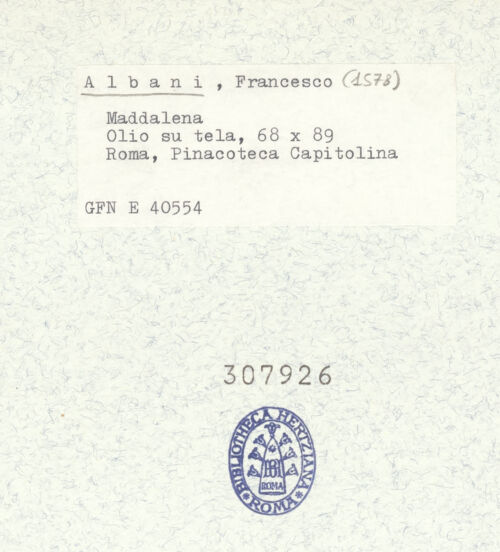 Albani, Francesco (1578)
Maddalena
Olio su tela, 68 x 89
Roma, Pinacoteca Capitolina
GFN E 40554
307926
BIBLIOTHECA HERTZIANA
BH
ROMA
* ROMA *